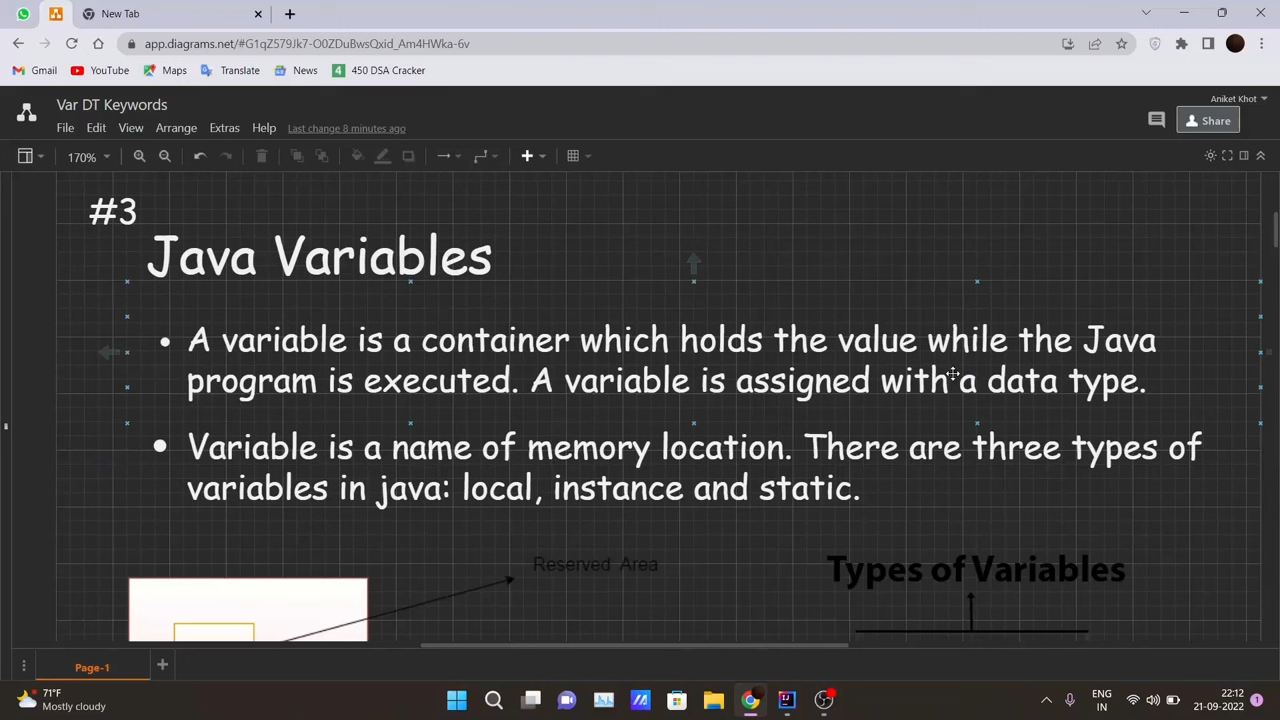 New Tab
app.diagrams.net/#G1qZ579Jk7-O0ZDuBwsQxid_Am4HWka-6v
Gmail YouTube Maps Translate News 4 450 DSA Cracker
Var DT Keywords
Aniket Khot
File Edit View Arrange Extras Help Last change 8 minutes ago
Share
170%
#3
Java Variables
• A variable is a container which holds the value while the Java
program is executed. A variable is assigned with a data type.
• Variable is a name of memory location. There are three types of
variables in java: local, instance and static.
Reserved Area
Types of Variables
Page-1
71°F
Mostly cloudy
ENG
IN
22:12
21-09-2022
1